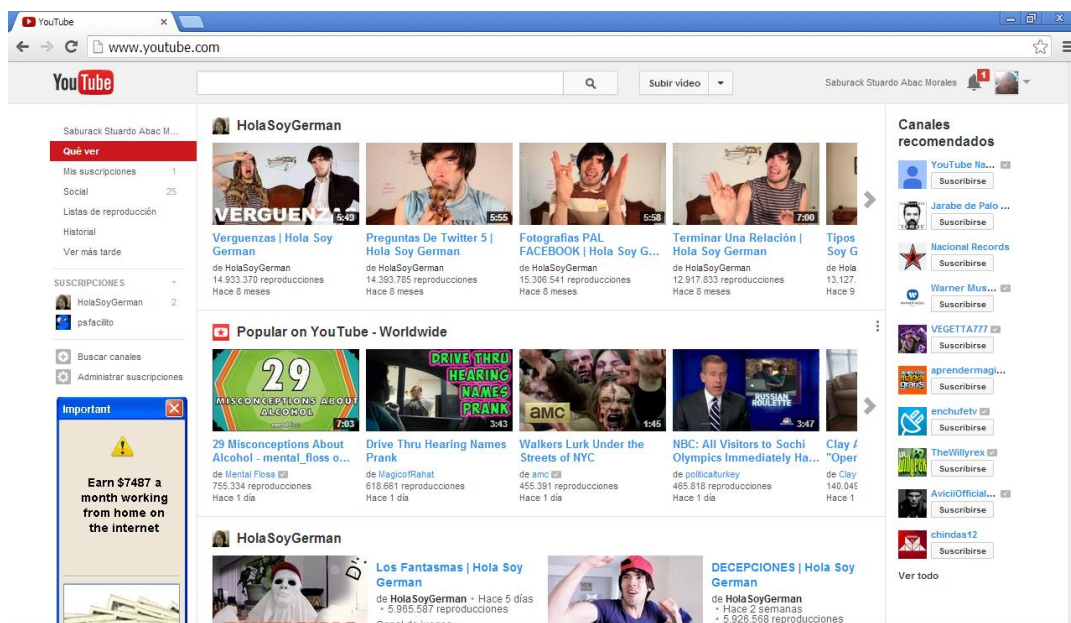 YouTube
www.youtube.com
YouTube
Subir video
Saburack Stuardo Abac Morales
1
Saburack Stuardo Abac M...
Qué ver
Mis suscripciones 1
Social 25
Listas de reproducción
Historial
Ver más tarde
SUSCRIPCIONES
HolaSoyGerman 2
psfacilito
Buscar canales
Administrar suscripciones
Important
Earn $7487 a
month working
from home on
the internet
HolaSoyGerman
VERGUENZAS
5:49
5:55
5:58
7:00
Verguenzas | Hola Soy
German
de HolaSoyGerman
14.933.370 reproducciones
Hace 8 meses
Preguntas De Twitter 5 |
Hola Soy German
de HolaSoyGerman
14.393.785 reproducciones
Hace 8 meses
Fotografias PAL
FACEBOOK | Hola Soy G...
de HolaSoyGerman
15.306.541 reproducciones
Hace 8 meses
Terminar Una Relación |
Hola Soy German
de HolaSoyGerman
12.917.833 reproducciones
Hace 8 meses
Tipos
Soy G
de Hola
13.127.
Hace 9
Popular on YouTube - Worldwide
29
MISCONCEPTIONS ABOUT
ALCOHOL
7:03
DRIVE THRU
HEARING
NAMES
PRANK
3:43
amc
1:45
RUSSIAN
ROULETTE
3:47
29 Misconceptions About
Alcohol - mental_floss o...
de Mental Floss
755.334 reproducciones
Hace 1 día
Drive Thru Hearing Names
Prank
de MagicofRahat
618.661 reproducciones
Hace 1 día
Walkers Lurk Under the
Streets of NYC
de amc
455.391 reproducciones
Hace 1 día
NBC: All Visitors to Sochi
Olympics Immediately Ha...
de politicalturkey
465.818 reproducciones
Hace 1 día
Clay A
"Oper
de Clay
140.049
Hace 1
HolaSoyGerman
Los Fantasmas | Hola Soy
German
de HolaSoyGerman • Hace 5 días
• 5.965.587 reproducciones
DECEPCIONES | Hola Soy
German
de HolaSoyGerman
• Hace 2 semanas
• 5.926.568 reproducciones
Canales
recomendados
YouTube Na...
Suscribirse
Jarabe de Palo ...
Suscribirse
Nacional Records
Suscribirse
Warner Mus...
Suscribirse
VEGETTA777
Suscribirse
aprendermagi...
Suscribirse
enchufetv
Suscribirse
TheWillyrex
Suscribirse
AviciiOfficial...
Suscribirse
chindas12
Suscribirse
Ver todo